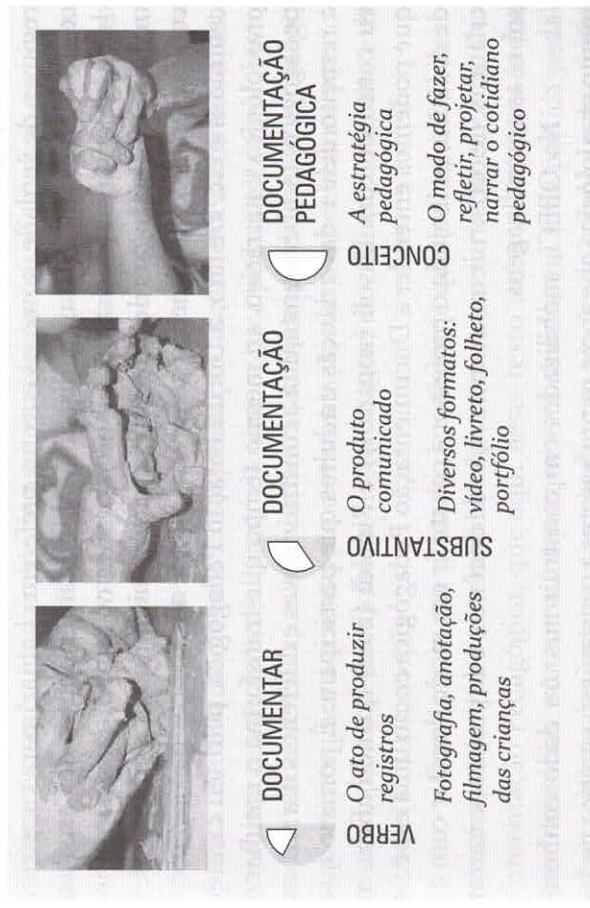 VERBO
DOCUMENTAR
O ato de produzir
registros
Fotografia, anotação,
filmagem, produções
das crianças
SUBSTANTIVO
DOCUMENTAÇÃO
O produto
comunicado
Diversos formatos:
vídeo, livreto, folheto,
portfólio
CONCEITO
DOCUMENTAÇÃO
PEDAGÓGICA
A estratégia
pedagógica
O modo de fazer,
refletir, projetar,
narrar o cotidiano
pedagógico